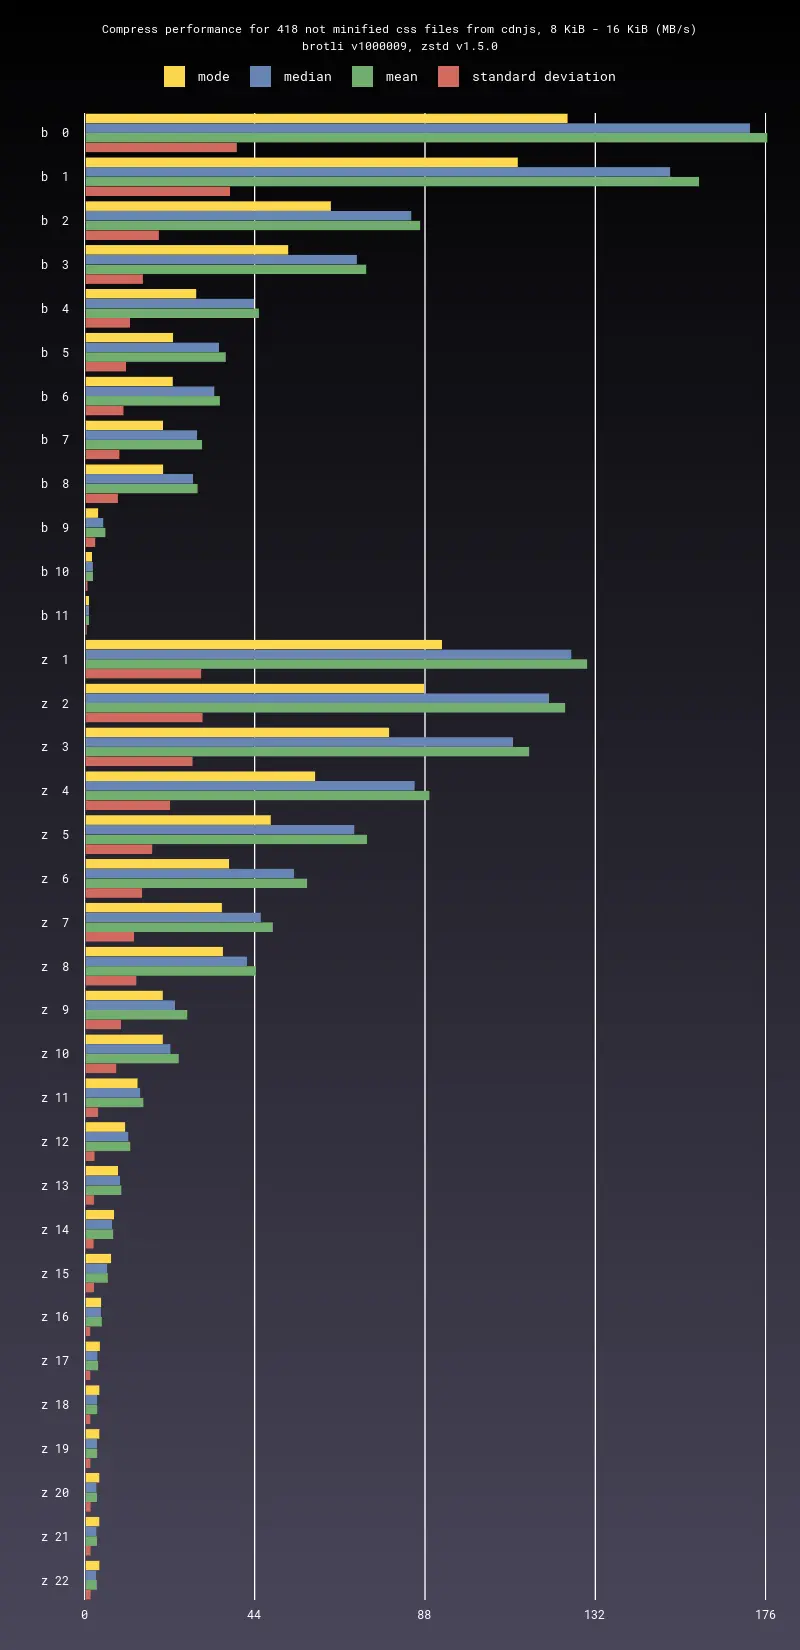 Compress performance for 418 not minified css files from cdnjs, 8 KiB - 16 KiB (MB/s)
brotli v1000009, zstd v1.5.0
mode median mean standard deviation
b 0
b 1
b 2
b 3
b 4
b 5
b 6
b 7
b 8
b 9
b 10
b 11
z 1
z 2
z 3
z 4
z 5
z 6
z 7
z 8
z 9
z 10
z 11
z 12
z 13
z 14
z 15
z 16
z 17
z 18
z 19
z 20
z 21
z 22
0 44 88 132 176